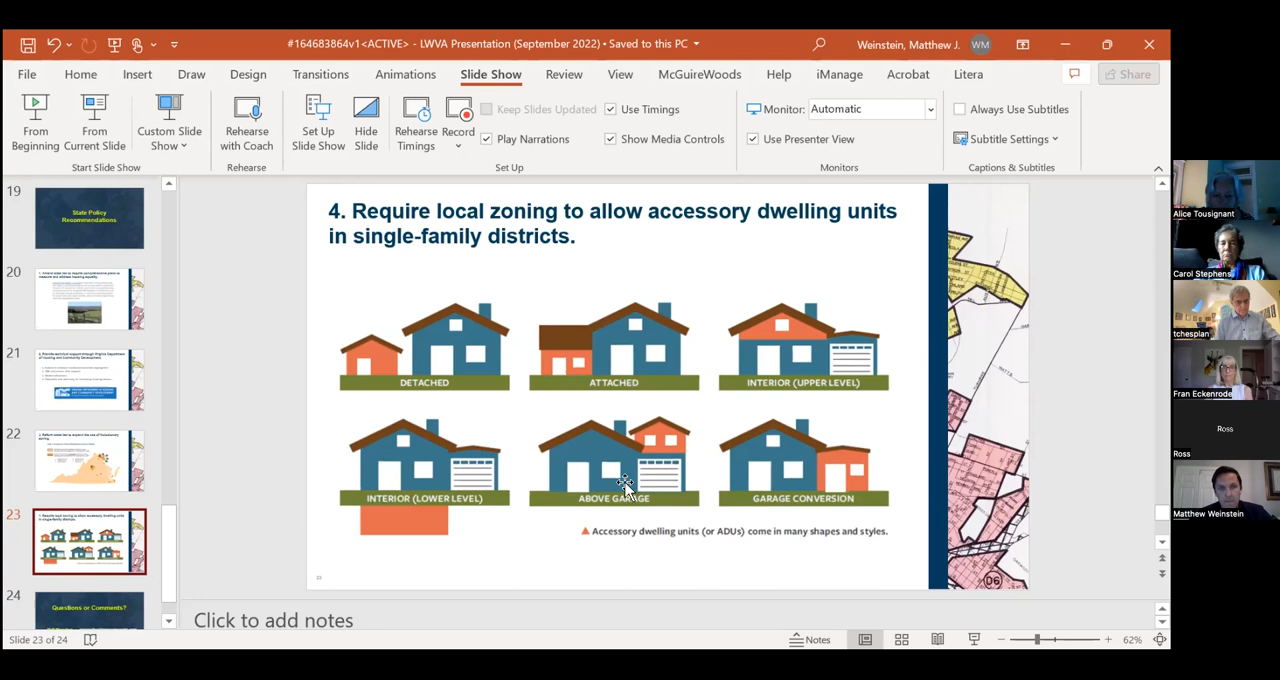 #164683864v1<ACTIVE> - LWVA Presentation (September 2022) • Saved to this PC
Weinstein, Matthew J.
WM
File
Home
Insert
Draw
Design
Transitions
Animations
Slide Show
Review
View
McGuireWoods
Help
iManage
Acrobat
Litera
Share
From Beginning
From Current Slide
Custom Slide Show
Rehearse with Coach
Set Up Slide Show
Hide Slide
Rehearse Timings
Record
Keep Slides Updated
Use Timings
Play Narrations
Show Media Controls
Monitor: Automatic
Use Presenter View
Always Use Subtitles
Subtitle Settings
Start Slide Show
Rehearse
Set Up
Monitors
Captions & Subtitles
19
State Policy
Recommendations
20
21
22
23
24
Questions or Comments?
4. Require local zoning to allow accessory dwelling units
in single-family districts.
DETACHED
ATTACHED
INTERIOR (UPPER LEVEL)
INTERIOR (LOWER LEVEL)
ABOVE GARAGE
GARAGE CONVERSION
Accessory dwelling units (or ADUs) come in many shapes and styles.
23
D6
Click to add notes
Slide 23 of 24
Notes
62%
Alice Tousignant
Carol Stephens
tchesplan
Fran Eckenrode
Ross
Ross
Matthew Weinstein